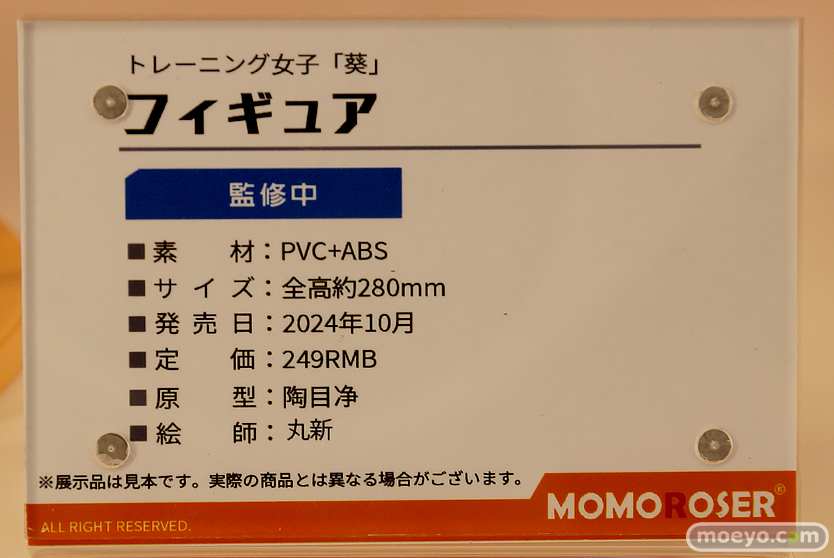 トレーニング女子「葵」
フィギュア
監修中
■素　　材：PVC+ABS
■サ イ ズ：全高約280mm
■発 売 日：2024年10月
■定　　価：249RMB
■原　　型：陶目净
■絵　　師：丸新
※展示品は見本です。実際の商品とは異なる場合がございます。
MOMOROSER®
ALL RIGHT RESERVED.
moeyo.com